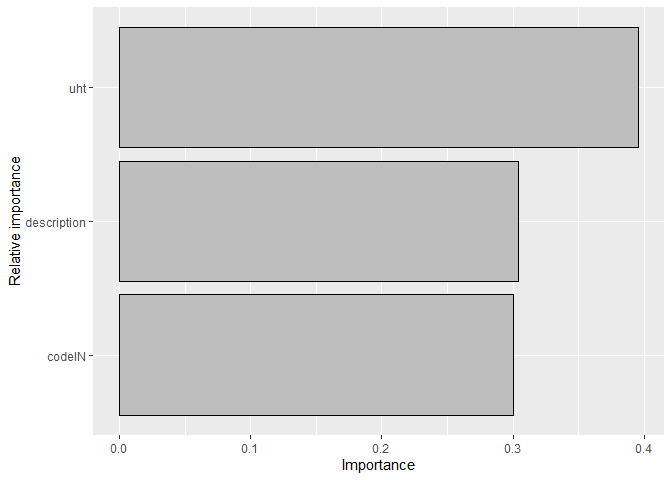 Relative importance
uht
description
codeIN
0.0 0.1 0.2 0.3 0.4
Importance